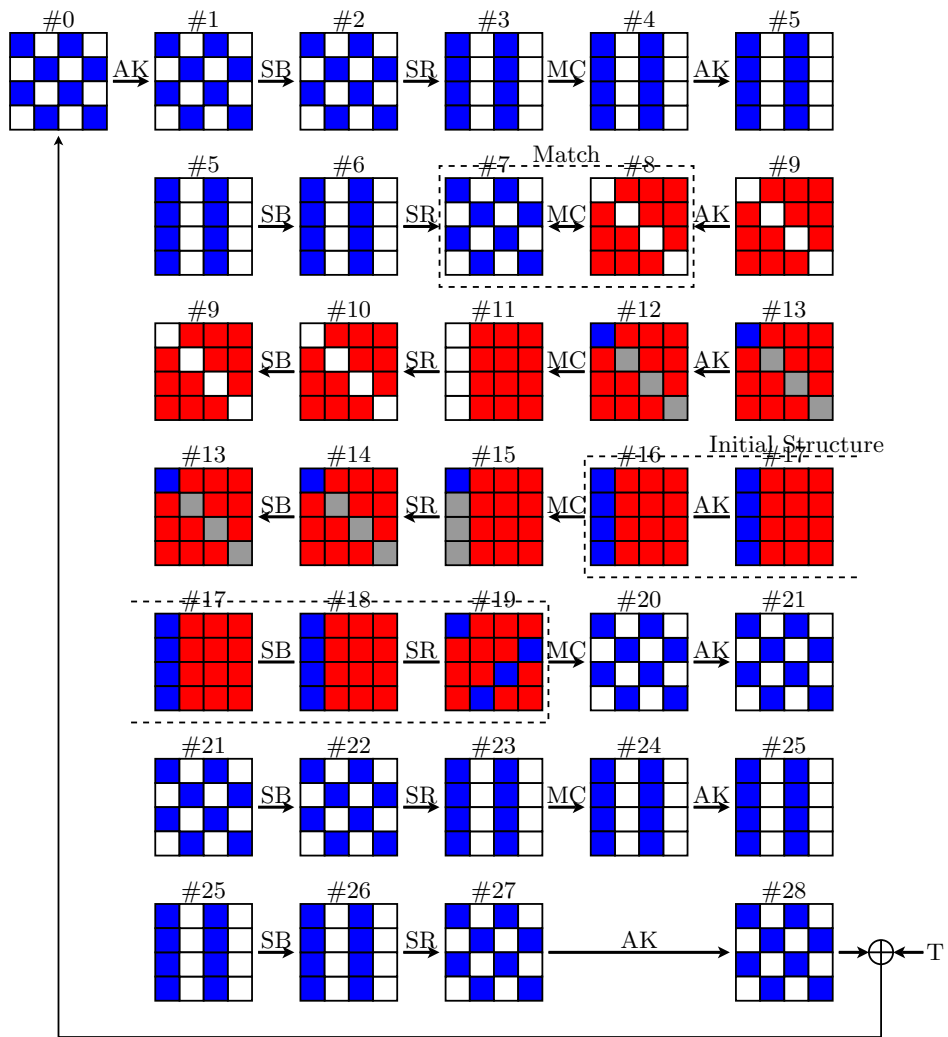 #0 #1 #2 #3 #4 #5
AK SB SR MC AK
Match
#5 #6 #7 #8 #9
SB SR MC AK
#9 #10 #11 #12 #13
SB SR MC AK
Initial Structure
#13 #14 #15 #16 #17
SB SR MC AK
#17 #18 #19 #20 #21
SB SR MC AK
#21 #22 #23 #24 #25
SB SR MC AK
#25 #26 #27 #28
SB SR AK T